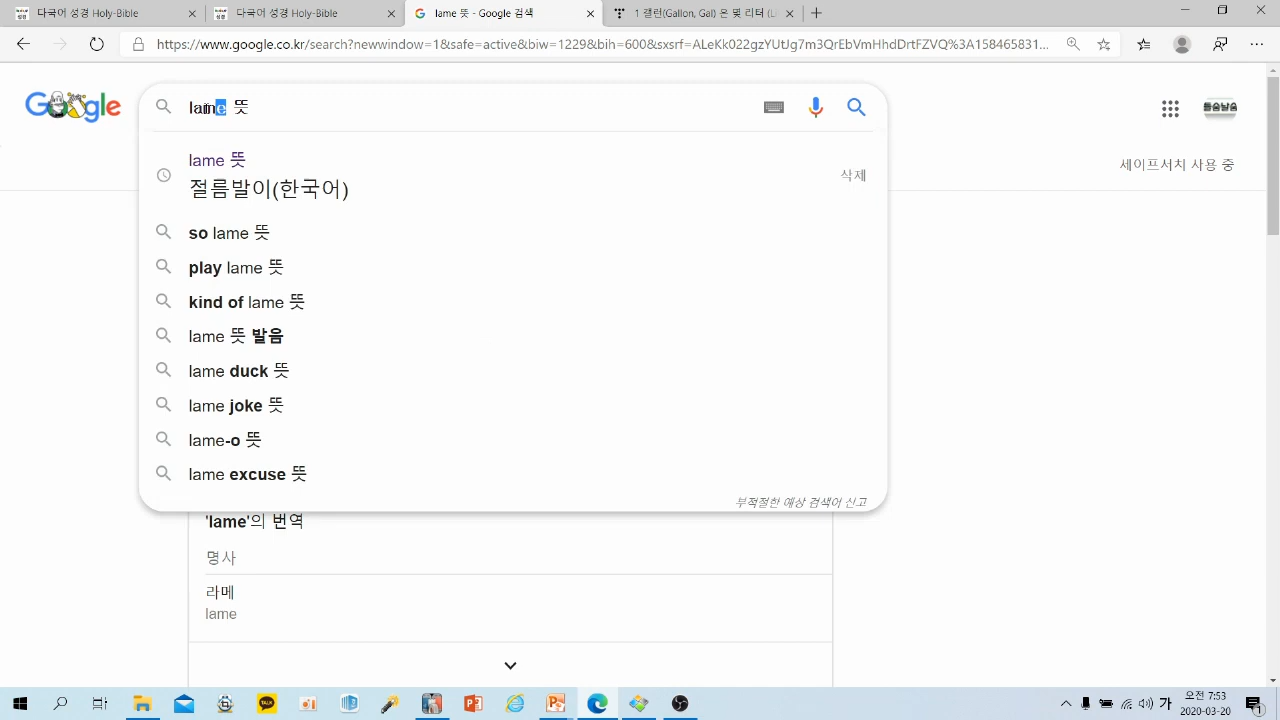 다국어 성경 Holy-Bible
다국어 성경 Holy-Bible
lame 뜻 - Google 검색
1 갤런(Gallon, Gal) 은 몇 리터 (Li
https://www.google.co.kr/search?newwindow=1&safe=active&biw=1229&bih=600&sxsrf=ALeKk022gzYUtJg7m3QrEbVmHhdDrtFZVQ%3A158465831...
Google
lame 뜻
lame 뜻
절름발이(한국어)
삭제
세이프서치 사용 중
so lame 뜻
play lame 뜻
kind of lame 뜻
lame 뜻 발음
lame duck 뜻
lame joke 뜻
lame-o 뜻
lame excuse 뜻
부적절한 예상 검색어 신고
'lame'의 번역
명사
라메
lame
TALK
가
오전 7:53
2020-03-20
1